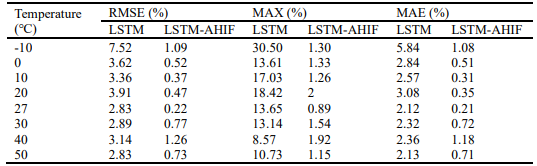 Temperature RMSE (%) MAX (%) MAE (%)
(℃) LSTM LSTM-AHIF LSTM LSTM-AHIF LSTM LSTM-AHIF
-10 7.52 1.09 30.50 1.30 5.84 1.08
0 3.62 0.52 13.61 1.33 2.84 0.51
10 3.36 0.37 17.03 1.26 2.57 0.31
20 3.91 0.47 18.42 2 3.08 0.35
27 2.83 0.22 13.65 0.89 2.12 0.21
30 2.89 0.77 13.14 1.54 2.32 0.72
40 3.14 1.26 8.57 1.92 2.36 1.18
50 2.83 0.73 10.73 1.15 2.13 0.71